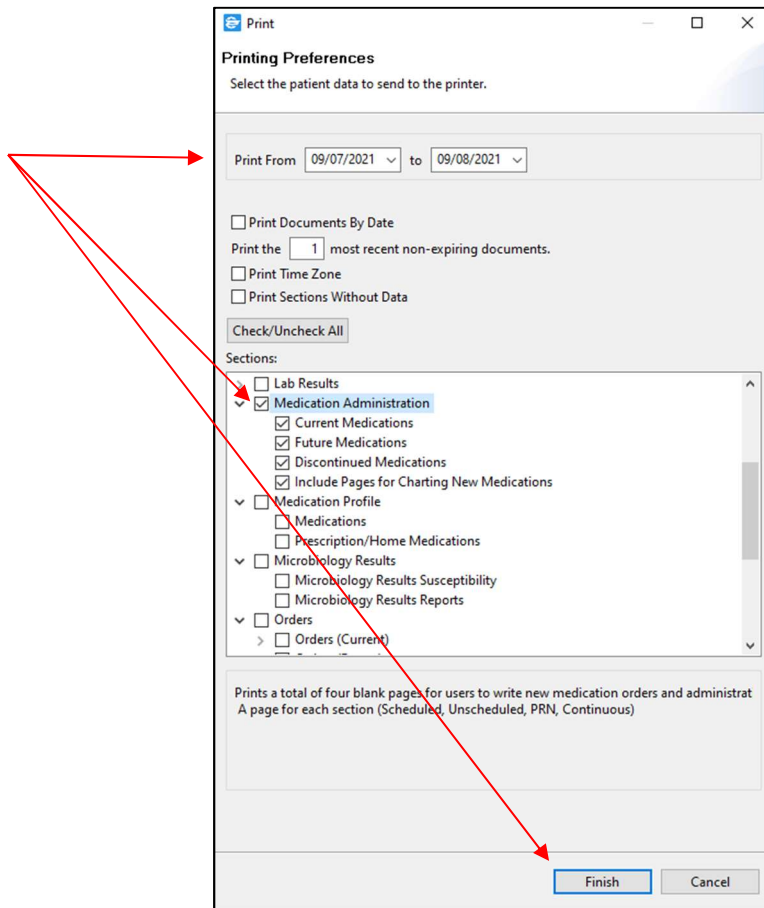 Print
Printing Preferences
Select the patient data to send to the printer.
Print From 09/07/2021 to 09/08/2021
Print Documents By Date
Print the 1 most recent non-expiring documents.
Print Time Zone
Print Sections Without Data
Check/Uncheck All
Sections:
Lab Results
Medication Administration
Current Medications
Future Medications
Discontinued Medications
Include Pages for Charting New Medications
Medication Profile
Medications
Prescription/Home Medications
Microbiology Results
Microbiology Results Susceptibility
Microbiology Results Reports
Orders
Orders (Current)
Prints a total of four blank pages for users to write new medication orders and administrat
A page for each section (Scheduled, Unscheduled, PRN, Continuous)
Finish Cancel